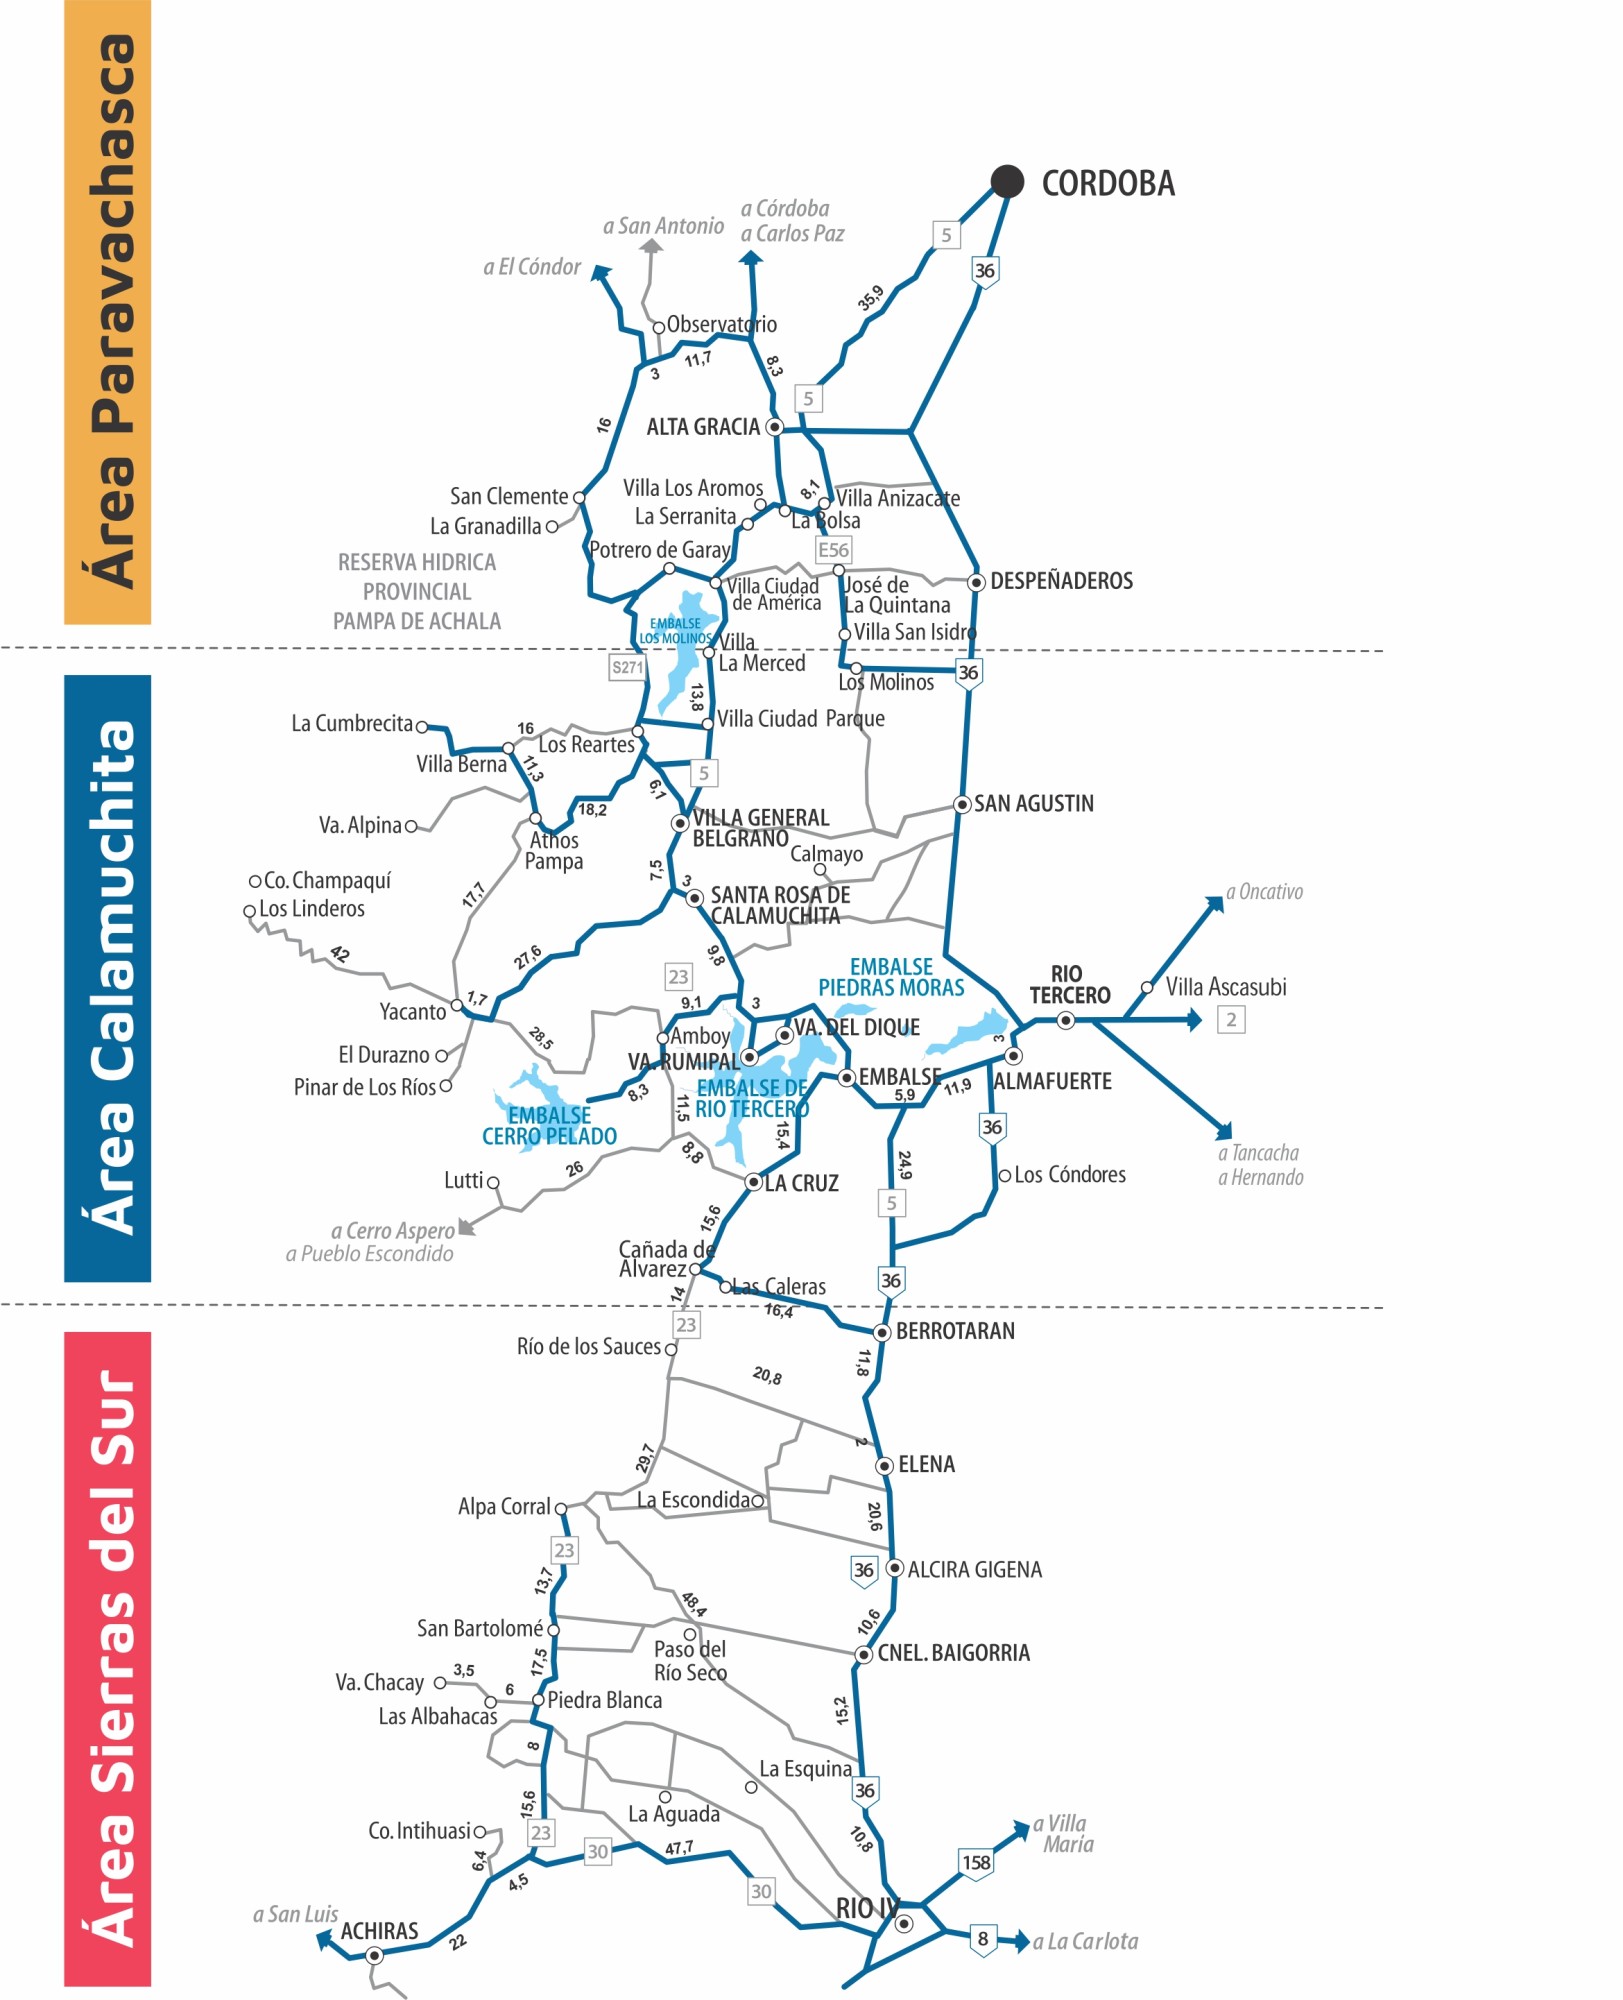 Área Paravachasca
Área Calamuchita
Área Sierras del Sur
CORDOBA
5
36
35,9
a San Antonio
a Córdoba
a Carlos Paz
a El Cóndor
Observatorio
11,7
3
8,3
5
16
ALTA GRACIA
San Clemente
La Granadilla
Villa Los Aromos
8,1
Villa Anizacate
La Serranita
La Bolsa
RESERVA HIDRICA
PROVINCIAL
PAMPA DE ACHALA
Potrero de Garay
E56
Villa Ciudad
de América
José de
La Quintana
DESPEÑADEROS
EMBALSE
LOS MOLINOS
Villa San Isidro
Villa
La Merced
S271
36
Los Molinos
13,8
La Cumbrecita
16
Los Reartes
Villa Ciudad Parque
Villa Berna
11,3
5
6,1
18,2
Va. Alpina
Athos
Pampa
VILLA GENERAL
BELGRANO
SAN AGUSTIN
Calmayo
7,5
3
Co. Champaquí
Los Linderos
17,7
SANTA ROSA DE
CALAMUCHITA
a Oncativo
42
27,6
9,8
23
EMBALSE
PIEDRAS MORAS
RIO
TERCERO
Villa Ascasubi
2
Yacanto
1,7
9,1
3
28,5
Amboy
VA. DEL DIQUE
3
El Durazno
VA. RUMIPAL
Pinar de Los Ríos
8,3
EMBALSE DE
RIO TERCERO
EMBALSE
5,9
11,9
ALMAFUERTE
EMBALSE
CERRO PELADO
11,5
15,4
36
8,8
24,9
a Tancacha
a Hernando
Lutti
26
LA CRUZ
Los Cóndores
5
a Cerro Aspero
a Pueblo Escondido
15,6
Cañada de
Alvarez
Las Caleras
36
14
16,4
23
BERROTARAN
Río de los Sauces
11,8
20,8
2
ELENA
29,7
Alpa Corral
La Escondida
20,6
23
36
ALCIRA GIGENA
13,7
48,4
10,6
San Bartolomé
Paso del
Río Seco
CNEL. BAIGORRIA
17,5
Va. Chacay
3,5
6
Piedra Blanca
Las Albahacas
15,2
8
La Esquina
36
15,6
La Aguada
Co. Intihuasi
23
30
47,7
10,8
a Villa
María
158
6,4
4,5
30
RIO IV
a San Luis
ACHIRAS
22
8
a La Carlota